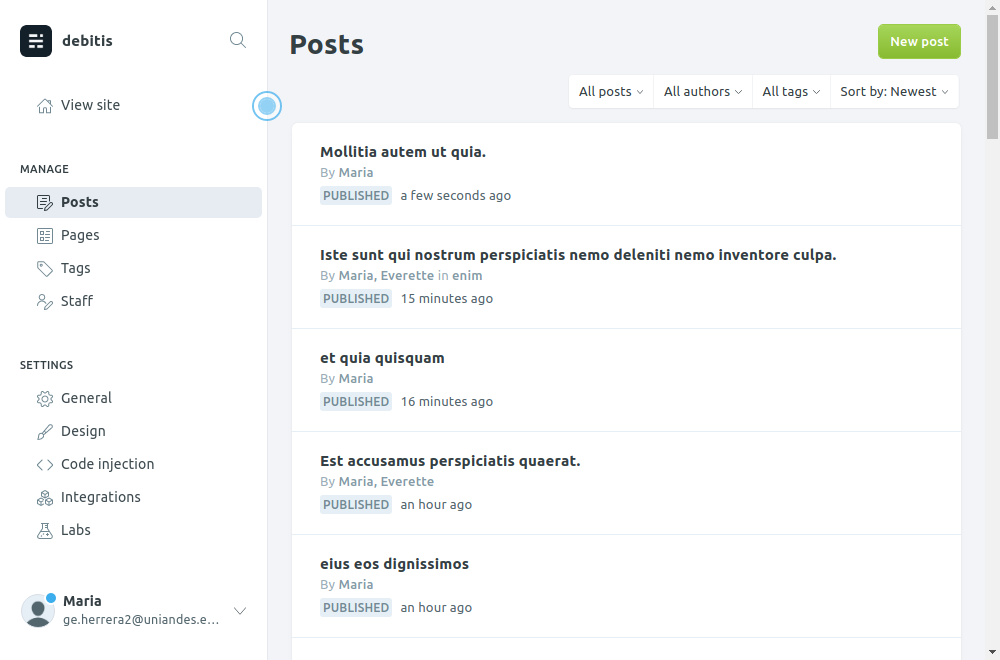 debitis
View site
MANAGE
Posts
Pages
Tags
Staff
SETTINGS
General
Design
Code injection
Integrations
Labs
Maria
ge.herrera2@uniandes.e…
Posts
New post
All posts
All authors
All tags
Sort by: Newest
Mollitia autem ut quia.
By Maria
PUBLISHED a few seconds ago
Iste sunt qui nostrum perspiciatis nemo deleniti nemo inventore culpa.
By Maria, Everette in enim
PUBLISHED 15 minutes ago
et quia quisquam
By Maria
PUBLISHED 16 minutes ago
Est accusamus perspiciatis quaerat.
By Maria, Everette
PUBLISHED an hour ago
eius eos dignissimos
By Maria
PUBLISHED an hour ago